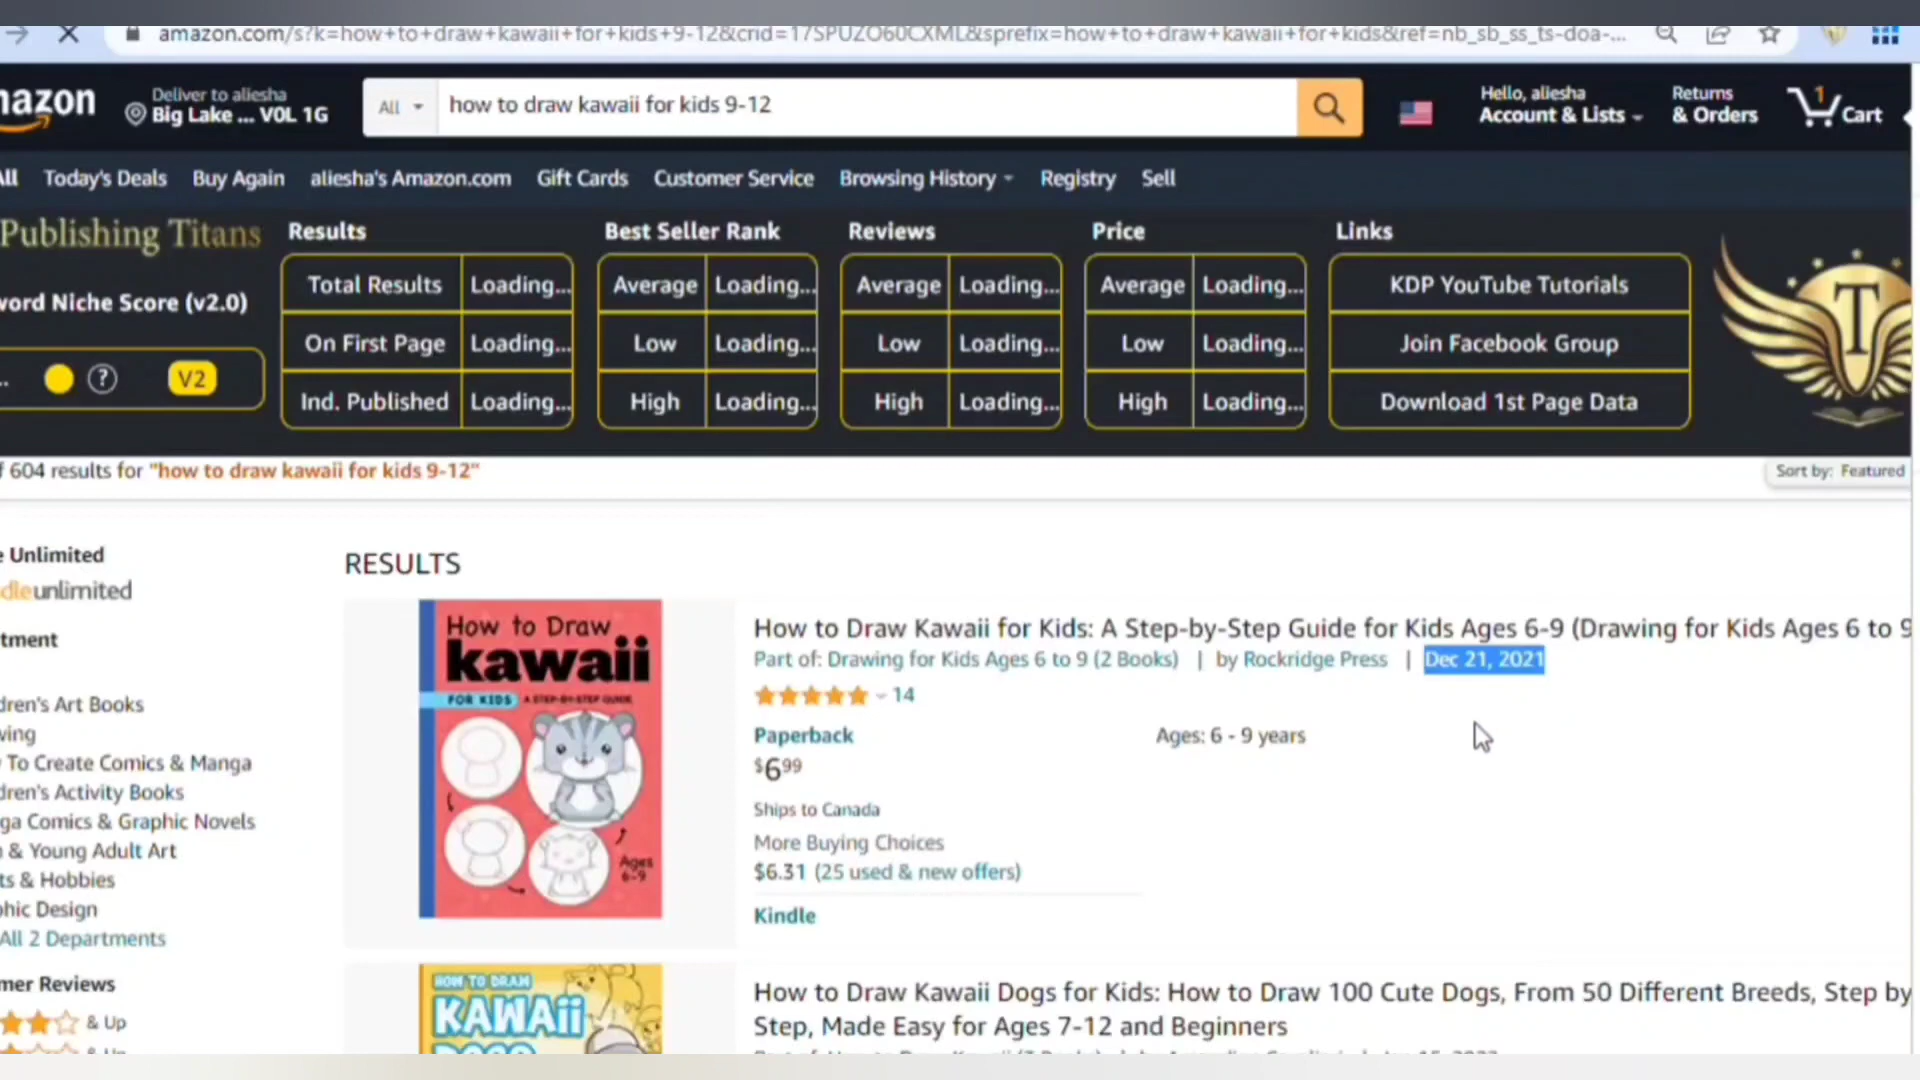 amazon.com/s?k=how+to+draw+kawaii+for+kids+9-12&crid=17SPUZO60CXML&sprefix=how+to+draw+kawaii+for+kids&ref=nb_sb_ss_ts-doa-...
mazon
Deliver to aliesha
Big Lake ... V0L 1G
All
how to draw kawaii for kids 9-12
Hello, aliesha
Account & Lists
Returns
& Orders
1
Cart
All
Today's Deals
Buy Again
aliesha's Amazon.com
Gift Cards
Customer Service
Browsing History
Registry
Sell
Publishing Titans
word Niche Score (v2.0)
? V2
Results
Total Results Loading...
On First Page Loading...
Ind. Published Loading...
Best Seller Rank
Average Loading...
Low Loading...
High Loading...
Reviews
Average Loading...
Low Loading...
High Loading...
Price
Average Loading...
Low Loading...
High Loading...
Links
KDP YouTube Tutorials
Join Facebook Group
Download 1st Page Data
T
f 604 results for "how to draw kawaii for kids 9-12"
Sort by: Featured
e Unlimited
dleunlimited
tment
dren's Art Books
wing
To Create Comics & Manga
dren's Activity Books
ga Comics & Graphic Novels
& Young Adult Art
ts & Hobbies
phic Design
All 2 Departments
mer Reviews
& Up
& Up
RESULTS
How to Draw
kawaii
FOR KIDS A STEP-BY-STEP GUIDE
Ages
6-9
How to Draw Kawaii for Kids: A Step-by-Step Guide for Kids Ages 6-9 (Drawing for Kids Ages 6 to 9
Part of: Drawing for Kids Ages 6 to 9 (2 Books) | by Rockridge Press | Dec 21, 2021
14
Paperback
Ages: 6 - 9 years
$6 99
Ships to Canada
More Buying Choices
$6.31 (25 used & new offers)
Kindle
HOW TO DRAW
KAWAii
DOGS
How to Draw Kawaii Dogs for Kids: How to Draw 100 Cute Dogs, From 50 Different Breeds, Step by
Step, Made Easy for Ages 7-12 and Beginners